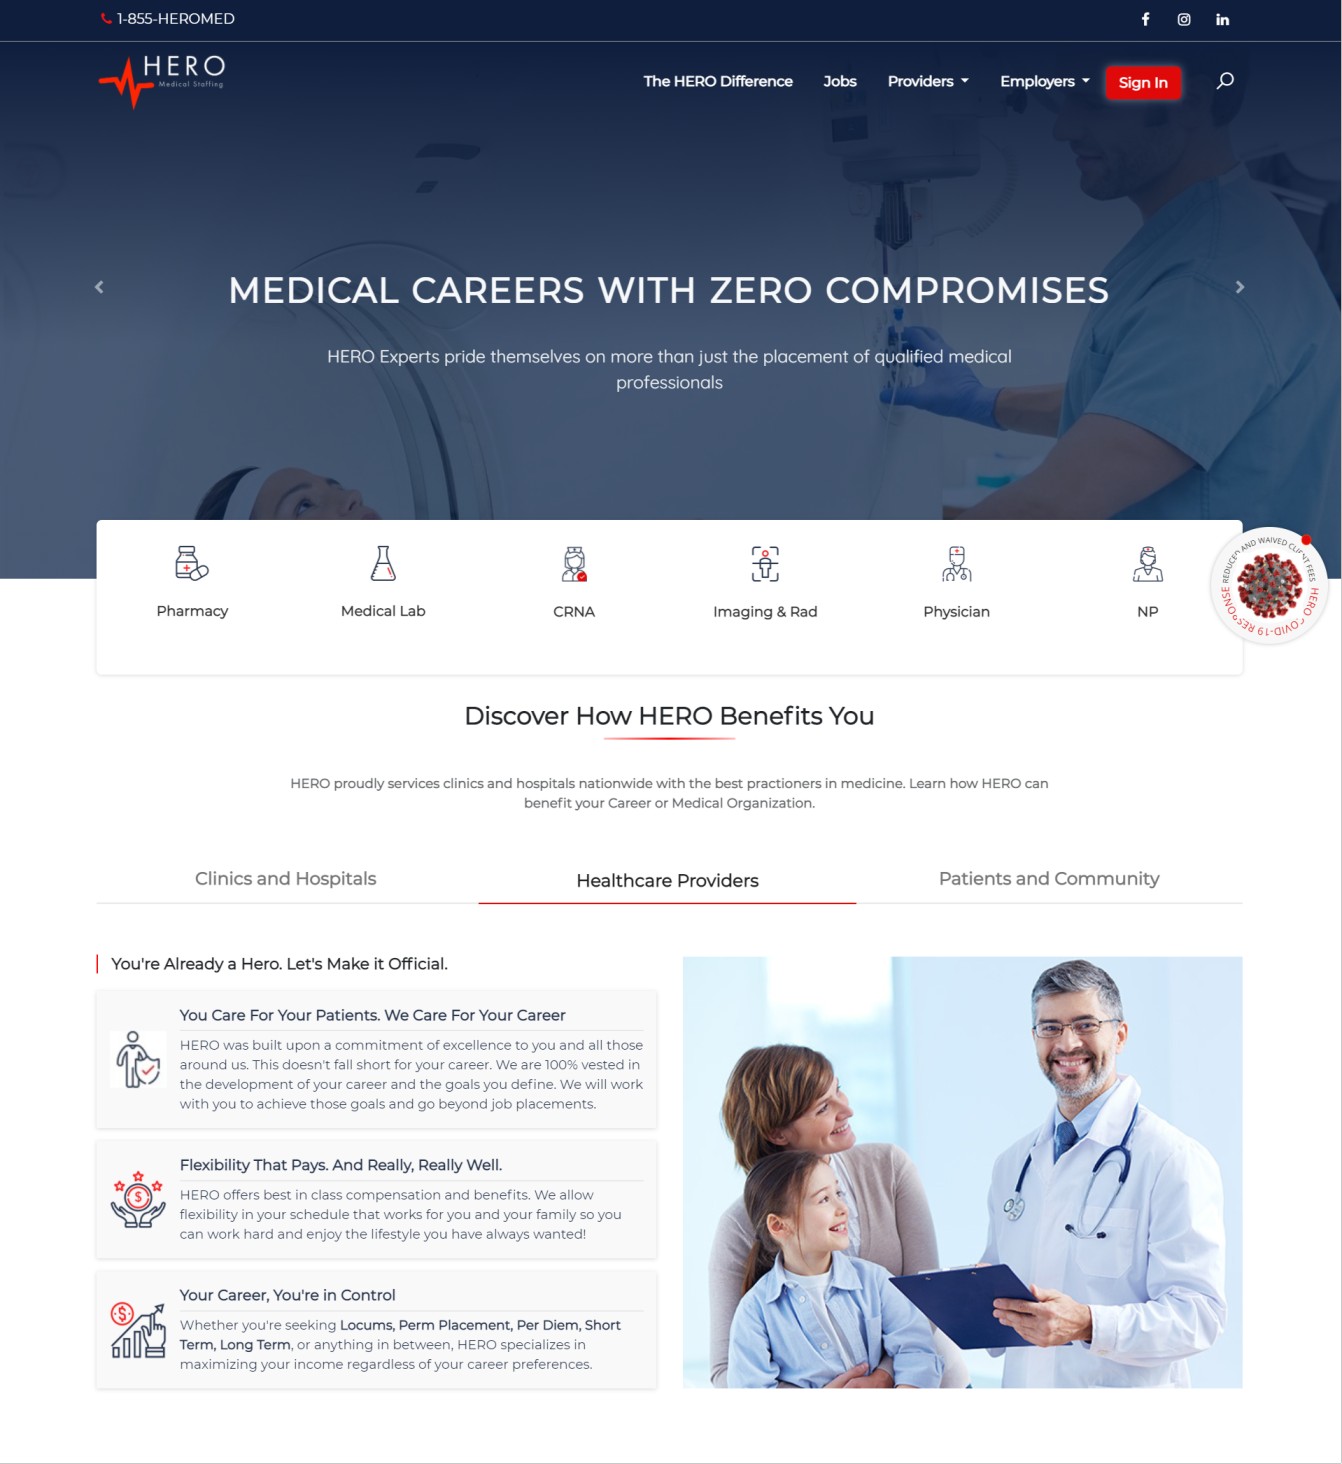 1-855-HEROMED
HERO
Medical Staffing
The HERO Difference
Jobs
Providers
Employers
Sign In
MEDICAL CAREERS WITH ZERO COMPROMISES
HERO Experts pride themselves on more than just the placement of qualified medical
professionals
Pharmacy
Medical Lab
CRNA
Imaging & Rad
Physician
NP
REDUCED AND WAIVED CLIENT FEES
HERO COVID-19 RESPONSE
Discover How HERO Benefits You
HERO proudly services clinics and hospitals nationwide with the best practioners in medicine. Learn how HERO can
benefit your Career or Medical Organization.
Clinics and Hospitals
Healthcare Providers
Patients and Community
You're Already a Hero. Let's Make it Official.
You Care For Your Patients. We Care For Your Career
HERO was built upon a commitment of excellence to you and all those
around us. This doesn't fall short for your career. We are 100% vested in
the development of your career and the goals you define. We will work
with you to achieve those goals and go beyond job placements.
Flexibility That Pays. And Really, Really Well.
HERO offers best in class compensation and benefits. We allow
flexibility in your schedule that works for you and your family so you
can work hard and enjoy the lifestyle you have always wanted!
Your Career, You're in Control
Whether you're seeking Locums, Perm Placement, Per Diem, Short
Term, Long Term, or anything in between, HERO specializes in
maximizing your income regardless of your career preferences.